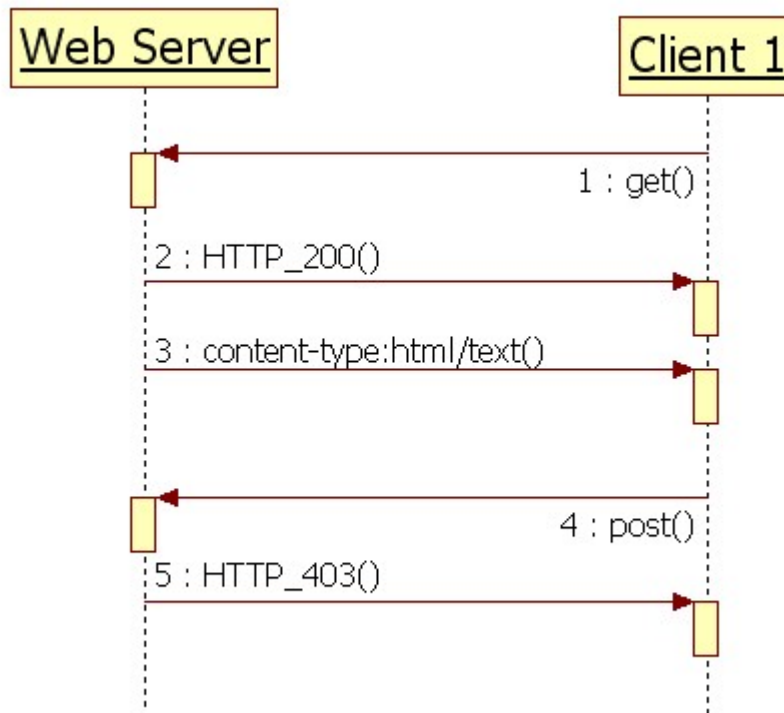 Web Server
Client 1
1 : get()
2 : HTTP_200()
3 : content-type:html/text()
4 : post()
5 : HTTP_403()